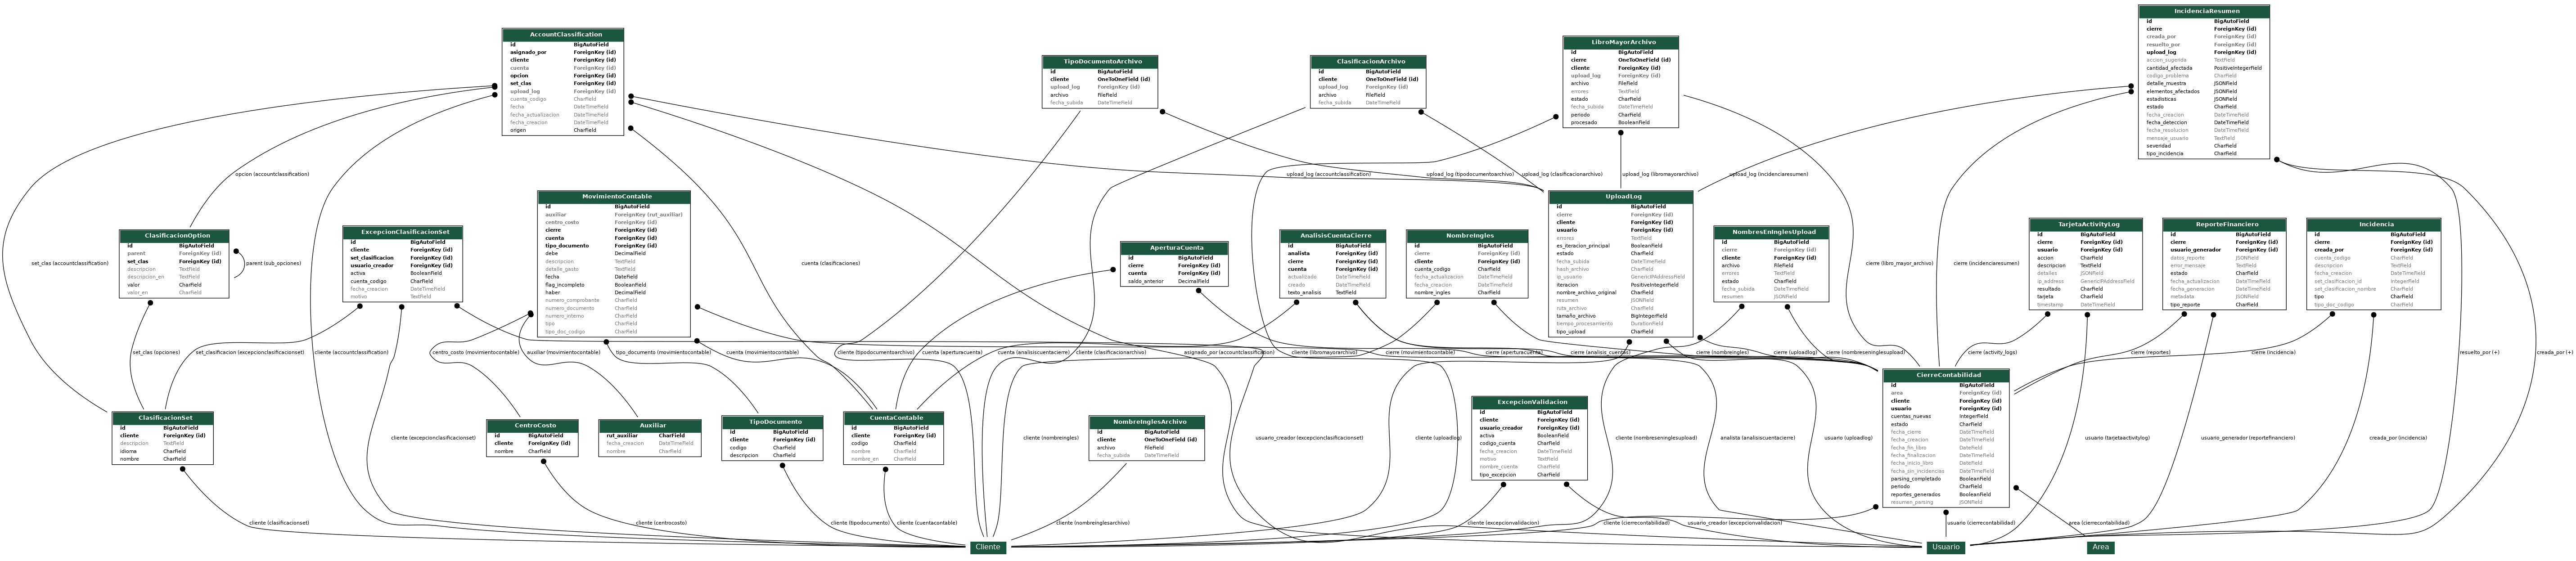 AccountClassification
id BigAutoField
asignado_por ForeignKey (id)
cliente ForeignKey (id)
cuenta ForeignKey (id)
opcion ForeignKey (id)
set_clas ForeignKey (id)
upload_log ForeignKey (id)
cuenta_codigo CharField
fecha DateTimeField
fecha_actualizacion DateTimeField
fecha_creacion DateTimeField
origen CharField
TipoDocumentoArchivo
id BigAutoField
cliente OneToOneField (id)
upload_log ForeignKey (id)
archivo FileField
fecha_subida DateTimeField
ClasificacionArchivo
id BigAutoField
cliente OneToOneField (id)
upload_log ForeignKey (id)
archivo FileField
fecha_subida DateTimeField
LibroMayorArchivo
id BigAutoField
cierre OneToOneField (id)
cliente ForeignKey (id)
upload_log ForeignKey (id)
archivo FileField
errores TextField
estado CharField
fecha_subida DateTimeField
periodo CharField
procesado BooleanField
IncidenciaResumen
id BigAutoField
cierre ForeignKey (id)
creada_por ForeignKey (id)
resuelto_por ForeignKey (id)
upload_log ForeignKey (id)
accion_sugerida TextField
cantidad_afectada PositiveIntegerField
codigo_problema CharField
detalle_muestra JSONField
elementos_afectados JSONField
estadisticas JSONField
estado CharField
fecha_creacion DateTimeField
fecha_deteccion DateTimeField
fecha_resolucion DateTimeField
mensaje_usuario TextField
severidad CharField
tipo_incidencia CharField
opcion (accountclassification)
upload_log (accountclassification)
upload_log (tipodocumentoarchivo)
upload_log (clasificacionarchivo)
upload_log (libromayorarchivo)
upload_log (incidenciaresumen)
ClasificacionOption
id BigAutoField
parent ForeignKey (id)
set_clas ForeignKey (id)
descripcion TextField
descripcion_en TextField
valor CharField
valor_en CharField
ExcepcionClasificacionSet
id BigAutoField
cliente ForeignKey (id)
set_clasificacion ForeignKey (id)
usuario_creador ForeignKey (id)
activa BooleanField
cuenta_codigo CharField
fecha_creacion DateTimeField
motivo TextField
MovimientoContable
id BigAutoField
auxiliar ForeignKey (rut_auxiliar)
centro_costo ForeignKey (id)
cierre ForeignKey (id)
cuenta ForeignKey (id)
tipo_documento ForeignKey (id)
debe DecimalField
descripcion TextField
detalle_gasto TextField
fecha DateField
flag_incompleto BooleanField
haber DecimalField
numero_comprobante CharField
numero_documento CharField
numero_interno CharField
tipo CharField
tipo_doc_codigo CharField
AperturaCuenta
id BigAutoField
cierre ForeignKey (id)
cuenta ForeignKey (id)
saldo_anterior DecimalField
AnalisisCuentaCierre
id BigAutoField
analista ForeignKey (id)
cierre ForeignKey (id)
cuenta ForeignKey (id)
actualizado DateTimeField
creado DateTimeField
texto_analisis TextField
NombreIngles
id BigAutoField
cierre ForeignKey (id)
cliente ForeignKey (id)
cuenta_codigo CharField
fecha_actualizacion DateTimeField
fecha_creacion DateTimeField
nombre_ingles CharField
UploadLog
id BigAutoField
cierre ForeignKey (id)
cliente ForeignKey (id)
usuario ForeignKey (id)
errores TextField
es_iteracion_principal BooleanField
estado CharField
fecha_subida DateTimeField
hash_archivo CharField
ip_usuario GenericIPAddressField
iteracion PositiveIntegerField
nombre_archivo_original CharField
resumen JSONField
ruta_archivo CharField
tamaño_archivo BigIntegerField
tiempo_procesamiento DurationField
tipo_upload CharField
NombresEnInglesUpload
id BigAutoField
cierre ForeignKey (id)
cliente ForeignKey (id)
archivo FileField
errores TextField
estado CharField
fecha_subida DateTimeField
resumen JSONField
TarjetaActivityLog
id BigAutoField
cierre ForeignKey (id)
usuario ForeignKey (id)
accion CharField
descripcion TextField
detalles JSONField
ip_address GenericIPAddressField
resultado CharField
tarjeta CharField
timestamp DateTimeField
ReporteFinanciero
id BigAutoField
cierre ForeignKey (id)
usuario_generador ForeignKey (id)
datos_reporte JSONField
error_mensaje TextField
estado CharField
fecha_actualizacion DateTimeField
fecha_generacion DateTimeField
metadata JSONField
tipo_reporte CharField
Incidencia
id BigAutoField
cierre ForeignKey (id)
creada_por ForeignKey (id)
cuenta_codigo CharField
descripcion TextField
fecha_creacion DateTimeField
set_clasificacion_id IntegerField
set_clasificacion_nombre CharField
tipo CharField
tipo_doc_codigo CharField
set_clas (accountclassification)
parent (sub_opciones)
cuenta (clasificaciones)
cierre (libro_mayor_archivo)
cierre (incidenciaresumen)
set_clas (opciones)
set_clasificacion (excepcionclasificacionset)
cliente (accountclassification)
centro_costo (movimientocontable)
auxiliar (movimientocontable)
tipo_documento (movimientocontable)
cuenta (movimientocontable)
cliente (tipodocumentoarchivo)
cuenta (aperturacuenta)
cuenta (analisiscuentacierre)
cliente (clasificacionarchivo)
asignado_por (accountclassification)
cliente (libromayorarchivo)
cierre (movimientocontable)
cierre (aperturacuenta)
cierre (analisis_cuentas)
cierre (nombreingles)
cierre (uploadlog)
cierre (nombreseninglesupload)
cierre (activity_logs)
cierre (reportes)
cierre (incidencia)
resuelto_por (+)
creada_por (+)
ClasificacionSet
id BigAutoField
cliente ForeignKey (id)
descripcion TextField
idioma CharField
nombre CharField
cliente (excepcionclasificacionset)
CentroCosto
id BigAutoField
cliente ForeignKey (id)
nombre CharField
Auxiliar
rut_auxiliar CharField
fecha_creacion DateTimeField
nombre CharField
TipoDocumento
id BigAutoField
cliente ForeignKey (id)
codigo CharField
descripcion CharField
CuentaContable
id BigAutoField
cliente ForeignKey (id)
codigo CharField
nombre CharField
nombre_en CharField
cliente (nombreingles)
NombreInglesArchivo
id BigAutoField
cliente OneToOneField (id)
archivo FileField
fecha_subida DateTimeField
usuario_creador (excepcionclasificacionset)
cliente (uploadlog)
ExcepcionValidacion
id BigAutoField
cliente ForeignKey (id)
usuario_creador ForeignKey (id)
activa BooleanField
codigo_cuenta CharField
fecha_creacion DateTimeField
motivo TextField
nombre_cuenta CharField
tipo_excepcion CharField
cliente (nombreseninglesupload)
analista (analisiscuentacierre)
usuario (uploadlog)
CierreContabilidad
id BigAutoField
area ForeignKey (id)
cliente ForeignKey (id)
usuario ForeignKey (id)
cuentas_nuevas IntegerField
estado CharField
fecha_cierre DateTimeField
fecha_creacion DateTimeField
fecha_fin_libro DateField
fecha_finalizacion DateTimeField
fecha_inicio_libro DateField
fecha_sin_incidencias DateTimeField
parsing_completado BooleanField
periodo CharField
reportes_generados BooleanField
resumen_parsing JSONField
usuario (tarjetaactivitylog)
usuario_generador (reportefinanciero)
creada_por (incidencia)
cliente (clasificacionset)
cliente (centrocosto)
cliente (tipodocumento)
cliente (cuentacontable)
cliente (nombreinglesarchivo)
cliente (excepcionvalidacion)
cliente (cierrecontabilidad)
usuario_creador (excepcionvalidacion)
usuario (cierrecontabilidad)
area (cierrecontabilidad)
Cliente
Usuario
Area